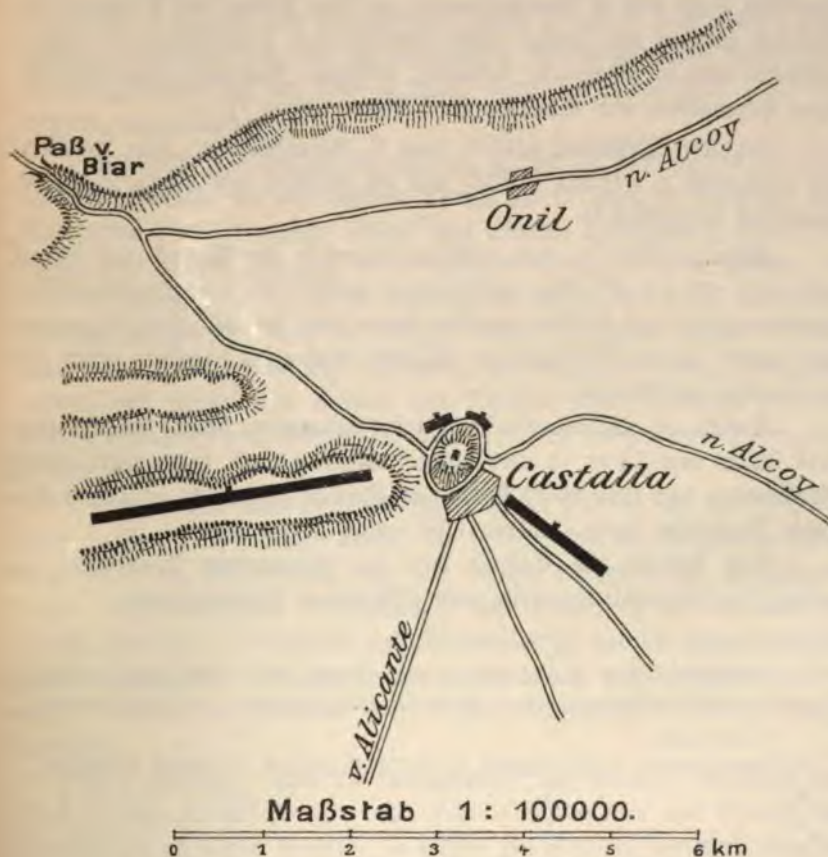 Paß v.
Biar
n. Alcoy
Onil
Castalla
n. Alcoy
v. Alicante
Maßstab 1: 100000.
0 1 2 3 4 5 6 km